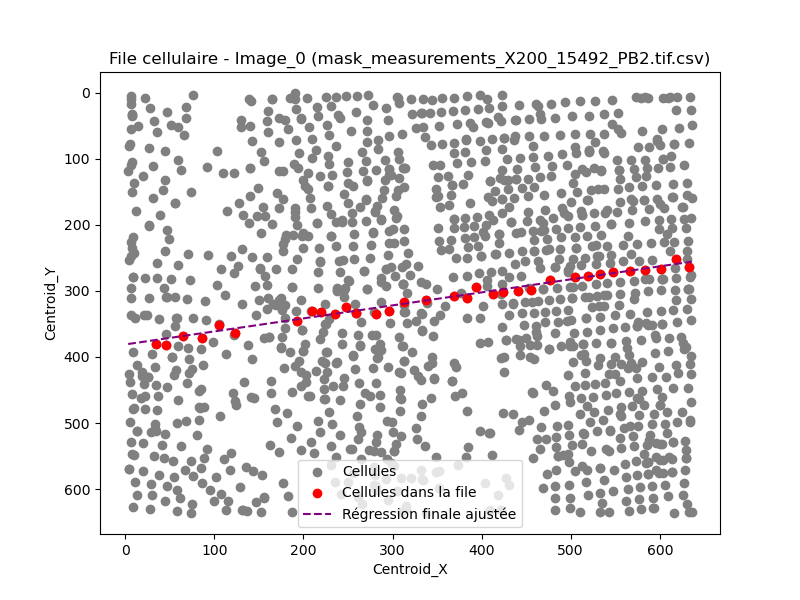 File cellulaire - Image_0 (mask_measurements_X200_15492_PB2.tif.csv)
0
100
200
300
400
500
600
Centroid_Y
Cellules
Cellules dans la file
Régression finale ajustée
0 100 200 300 400 500 600
Centroid_X